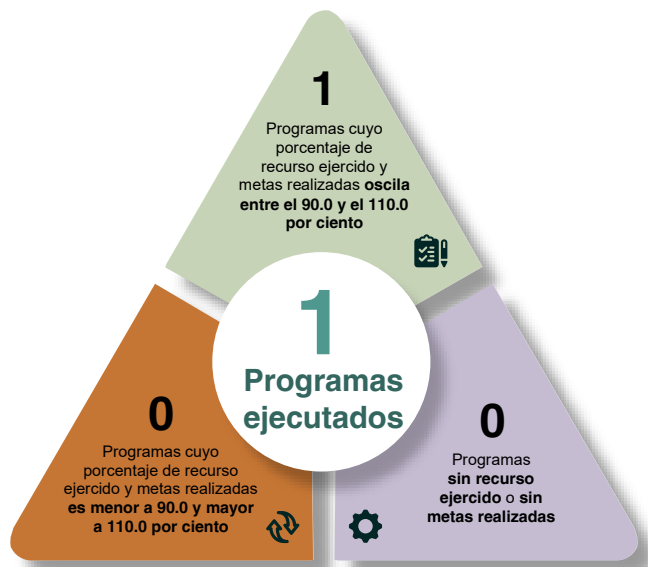 1
Programas cuyo
porcentaje de
recurso ejercido y
metas realizadas oscila
entre el 90.0 y el 110.0
por ciento
1
Programas
ejecutados
0
Programas cuyo
porcentaje de recurso
ejercido y metas realizadas
es menor a 90.0 y mayor
a 110.0 por ciento
0
Programas
sin recurso
ejercido o sin
metas realizadas